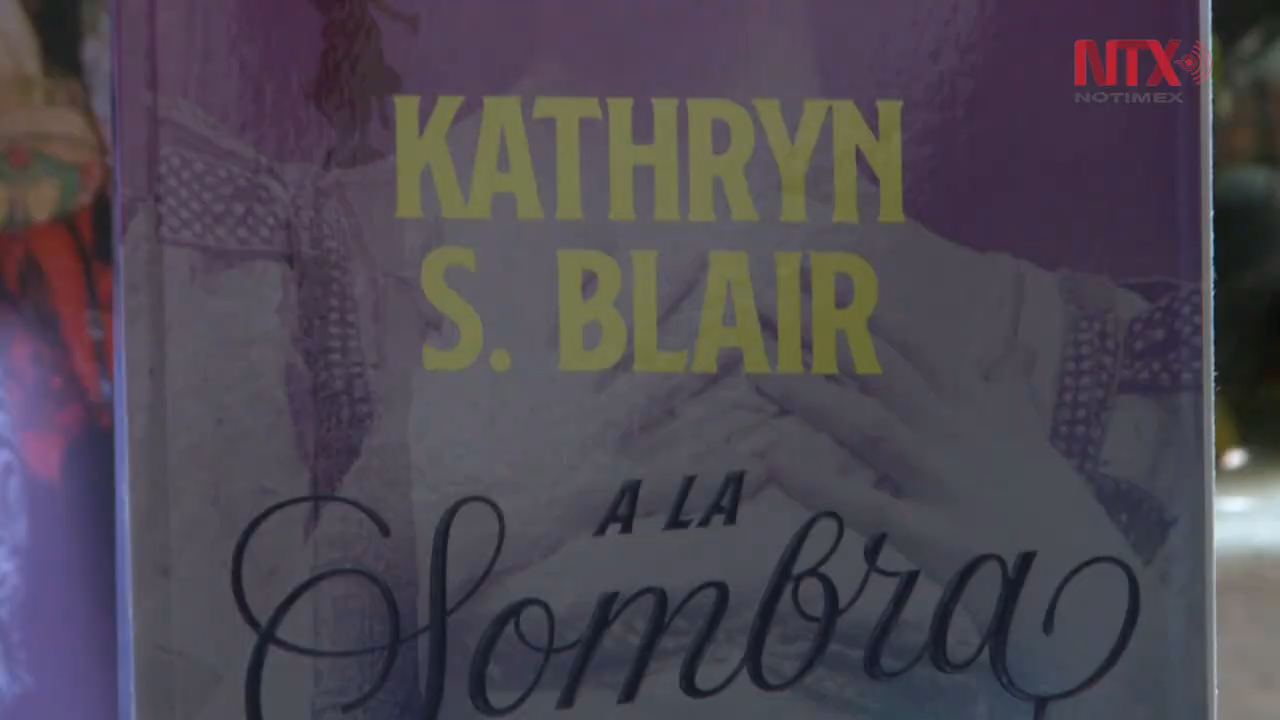 NTX
NOTIMEX
KATHRYN
S. BLAIR
A LA
Sombra